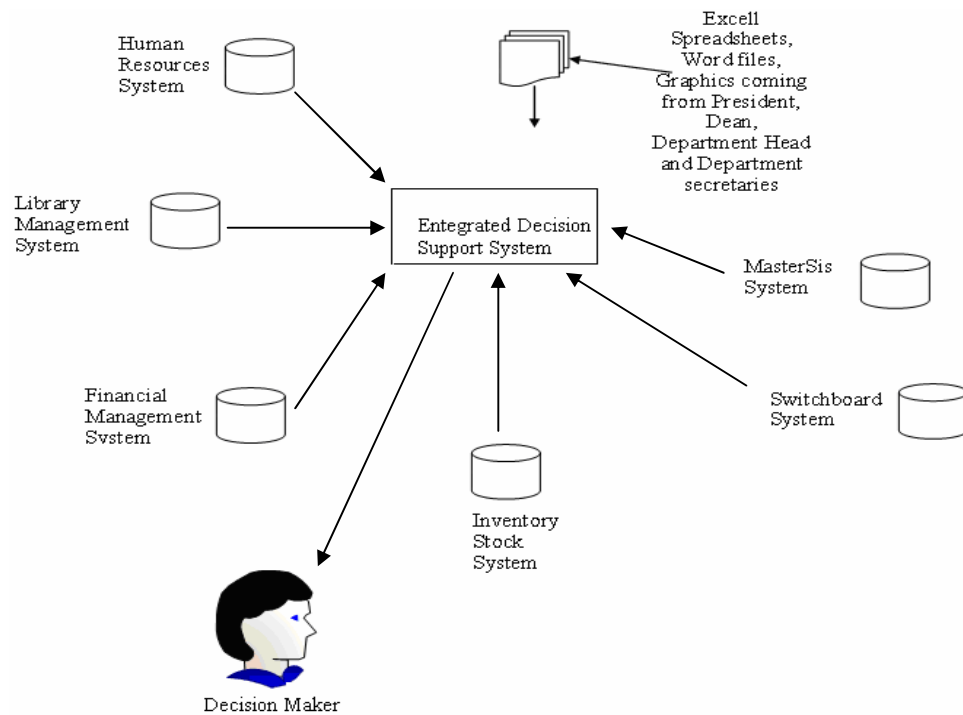 Human
Resources
System
Excell
Spreadsheets,
Word files,
Graphics coming
from President,
Dean,
Department Head
and Department
secretaries
Library
Management
System
Entegrated Decision
Support System
MasterSis
System
Financial
Management
System
Switchboard
System
Inventory
Stock
System
Decision Maker